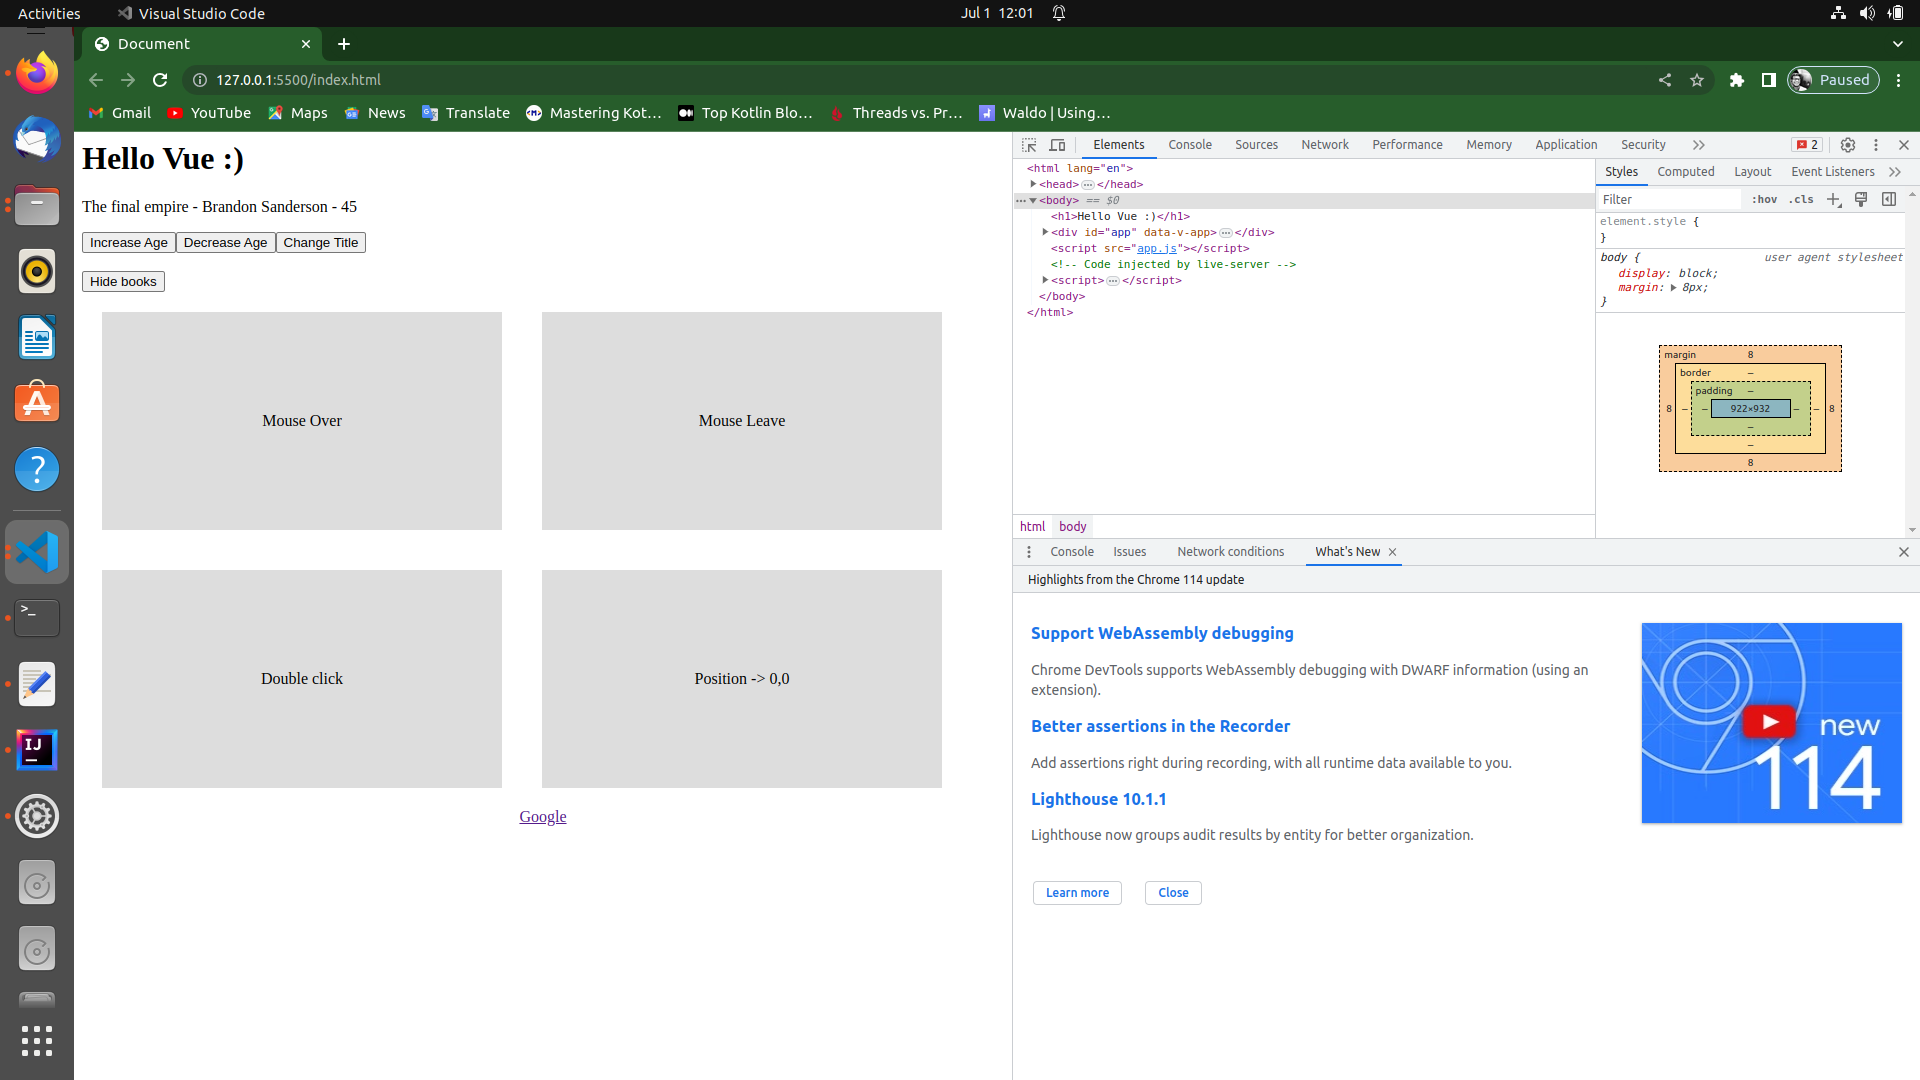 Activities
Visual Studio Code
Jul 1 12:01
Document
127.0.0.1:5500/index.html
Paused
Gmail
YouTube
Maps
News
Translate
Mastering Kot...
Top Kotlin Blo...
Threads vs. Pr...
Waldo | Using...
Hello Vue :)
The final empire - Brandon Sanderson - 45
Increase Age
Decrease Age
Change Title
Hide books
Mouse Over
Mouse Leave
Double click
Position -> 0,0
Google
Elements
Console
Sources
Network
Performance
Memory
Application
Security
2
<html lang="en">
<head>…</head>
<body> == $0
<h1>Hello Vue :)</h1>
<div id="app" data-v-app>…</div>
<script src="app.js"></script>
<!-- Code injected by live-server -->
<script>…</script>
</body>
</html>
html
body
Styles
Computed
Layout
Event Listeners
Filter
:hov
.cls
element.style {
}
body {
user agent stylesheet
display: block;
margin: 8px;
}
margin
8
border
–
padding
–
8
–
–
922×932
–
–
8
–
–
8
Console
Issues
Network conditions
What's New
Highlights from the Chrome 114 update
Support WebAssembly debugging
Chrome DevTools supports WebAssembly debugging with DWARF information (using an
extension).
Better assertions in the Recorder
Add assertions right during recording, with all runtime data available to you.
Lighthouse 10.1.1
Lighthouse now groups audit results by entity for better organization.
Learn more
Close
new
114